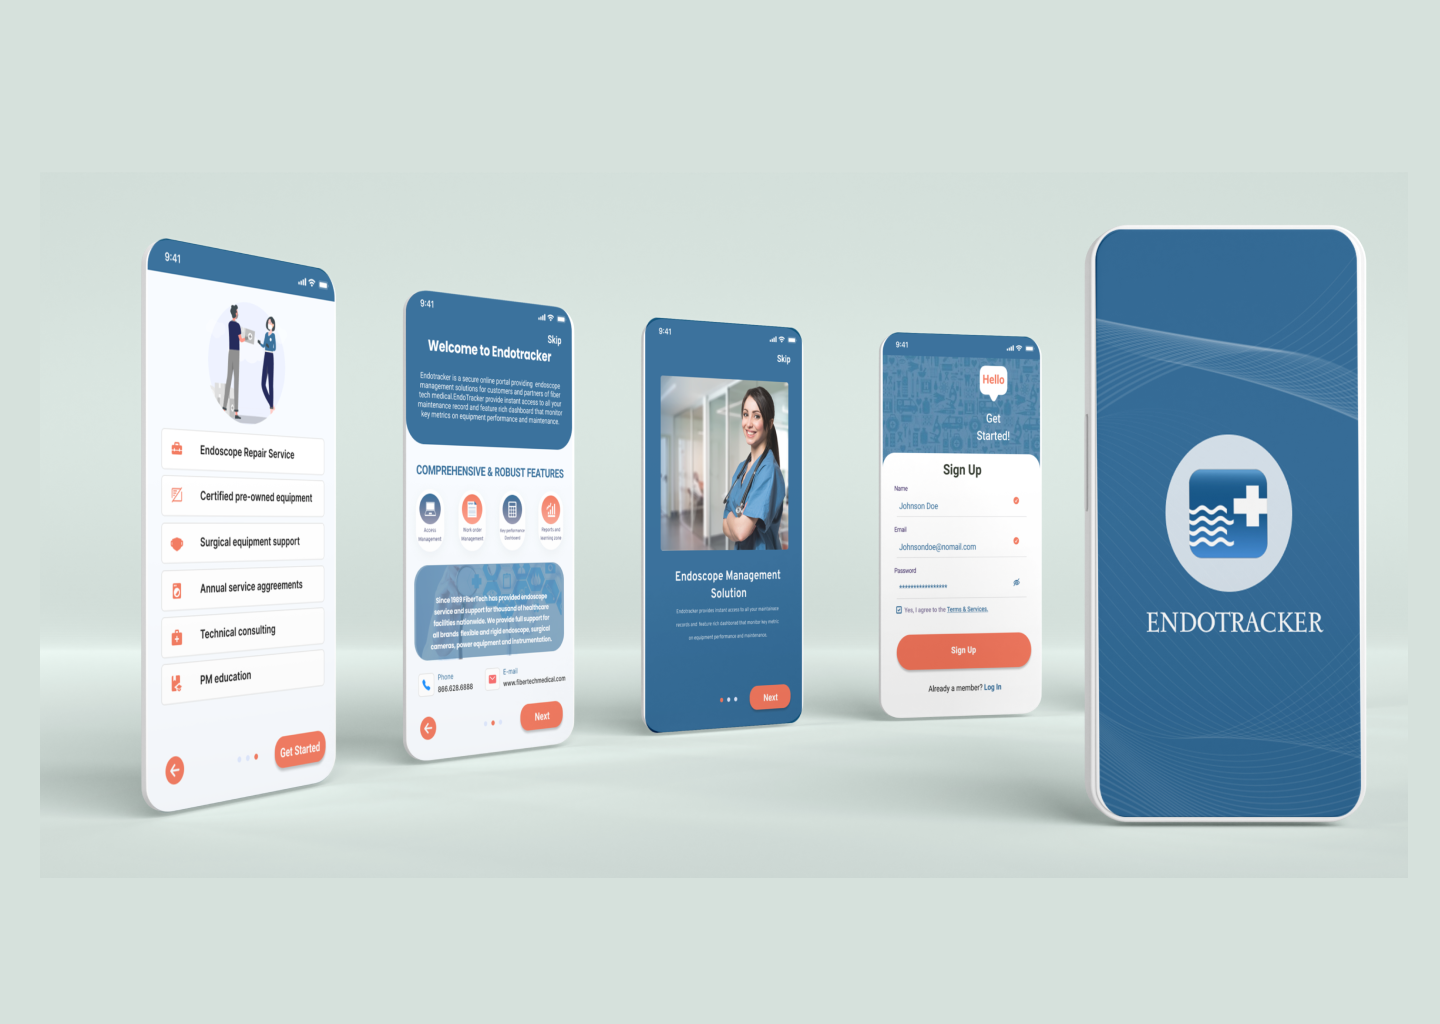 9:41
Endoscope Repair Service
Certified pre-owned equipment
Surgical equipment support
Annual service aggreements
Technical consulting
PM education
Get Started
9:41
Skip
Welcome to Endotracker
Endotracker is a secure online portal providing endoscope
management solutions for customers and partners of fiber
tech medical.EndoTracker provide instant access to all your
maintenance record and feature rich dashboard that monitor
key metrics on equipment performance and maintenance.
COMPREHENSIVE & ROBUST FEATURES
Access
Management
Work order
Management
Key performance
Dashboard
Reports and
learning zone
Since 1989 FiberTech has provided endoscope
service and support for thousand of healthcare
facilities nationwide. We provide full support for
all brands flexible and rigid endoscope, surgical
cameras, power equipment and instrumentation.
Phone
866.628.6888
E-mail
www.fibertechmedical.com
Next
9:41
Skip
Endoscope Management
Solution
Endotracker provides instant access to all your maintenance
records and feature rich dashborad that monitor key metrics
on equipment performance and maintenance.
Next
9:41
Hello
Get
Started!
Sign Up
Name
Johnson Doe
Email
Johnsondoe@nomail.com
Password
*****************
Yes, I agree to the Terms & Services.
Sign Up
Already a member? Log In
ENDOTRACKER